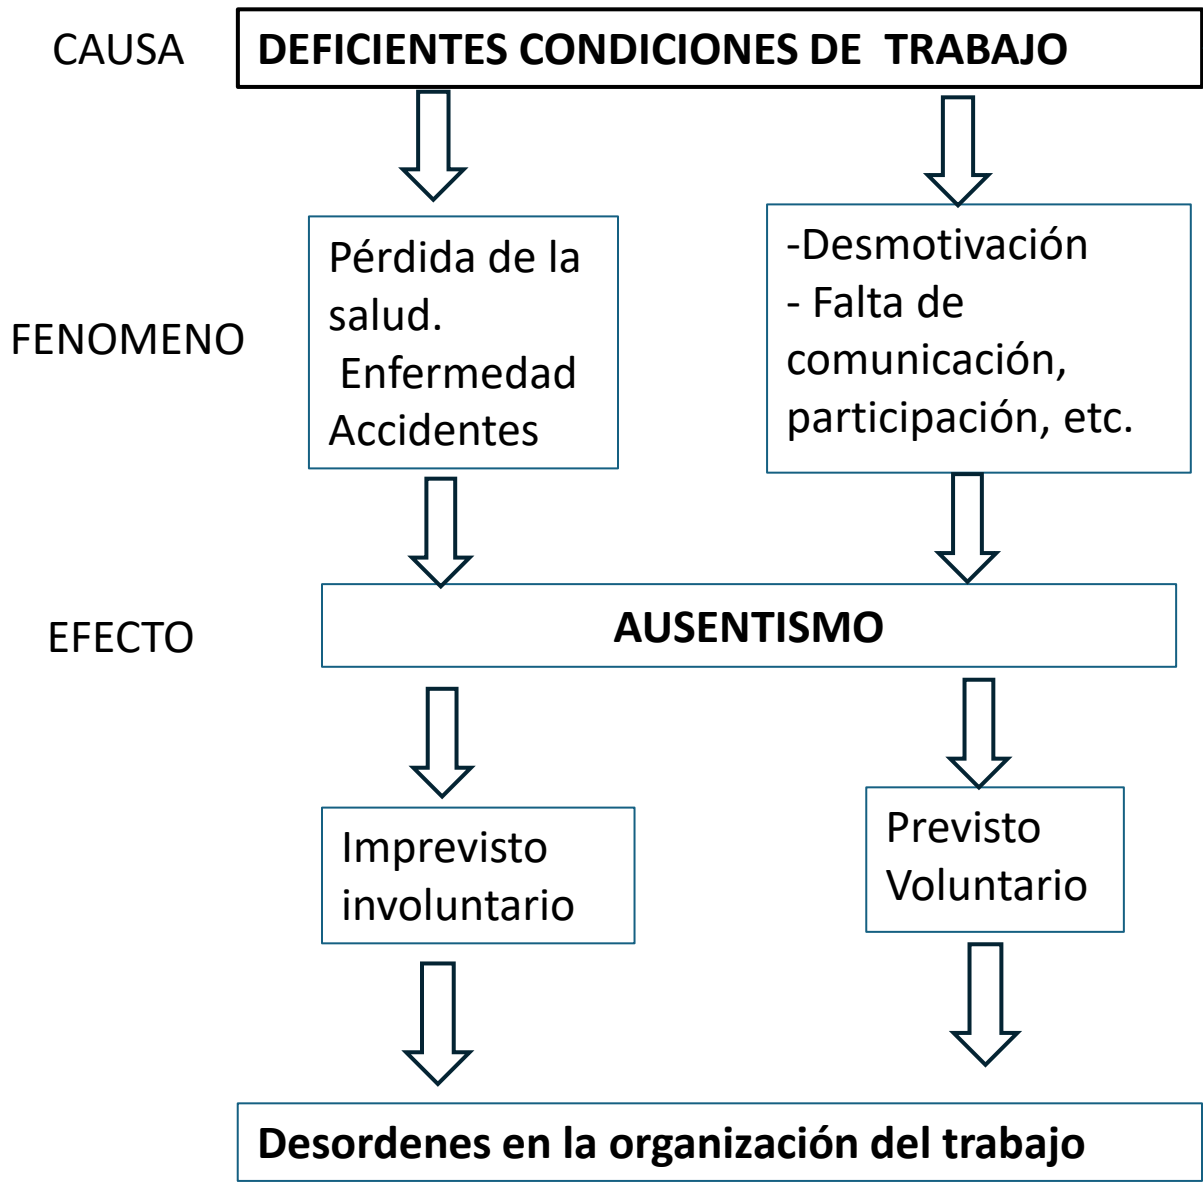 CAUSA
DEFICIENTES CONDICIONES DE TRABAJO
FENOMENO
Pérdida de la
salud.
Enfermedad
Accidentes
-Desmotivación
- Falta de
comunicación,
participación, etc.
EFECTO
AUSENTISMO
Imprevisto
involuntario
Previsto
Voluntario
Desordenes en la organización del trabajo